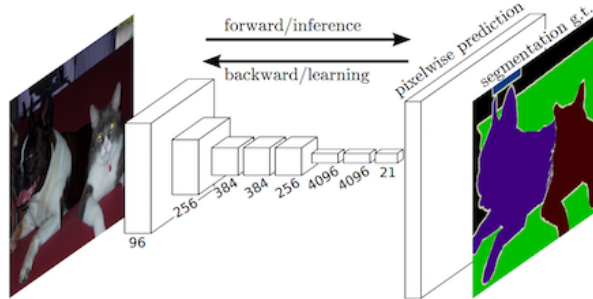 forward/inference
backward/learning
pixelwise prediction
segmentation g.t.
96
256
384
384
256
4096
4096
21